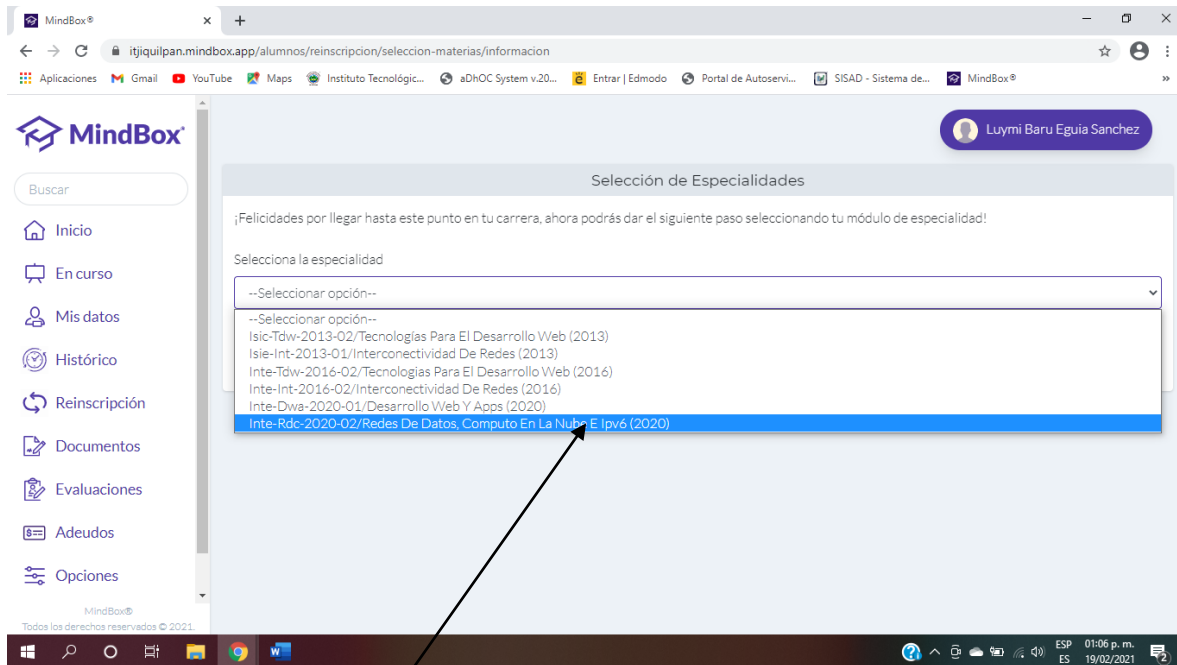 MindBox®
itjiquilpan.mindbox.app/alumnos/reinscripcion/seleccion-materias/informacion
Aplicaciones Gmail YouTube Maps Instituto Tecnológic... aDhOC System v.20... Entrar | Edmodo Portal de Autoservi... SISAD - Sistema de... MindBox® »
MindBox
Luymi Baru Eguia Sanchez
Buscar
Inicio
En curso
Mis datos
Histórico
Reinscripción
Documentos
Evaluaciones
Adeudos
Opciones
MindBox®
Todos los derechos reservados © 2021.
Selección de Especialidades
¡Felicidades por llegar hasta este punto en tu carrera, ahora podrás dar el siguiente paso seleccionando tu módulo de especialidad!
Selecciona la especialidad
--Seleccionar opción--
--Seleccionar opción--
Isic-Tdw-2013-02/Tecnologías Para El Desarrollo Web (2013)
Isie-Int-2013-01/Interconectividad De Redes (2013)
Inte-Tdw-2016-02/Tecnologias Para El Desarrollo Web (2016)
Inte-Int-2016-02/Interconectividad De Redes (2016)
Inte-Dwa-2020-01/Desarrollo Web Y Apps (2020)
Inte-Rdc-2020-02/Redes De Datos, Computo En La Nube E Ipv6 (2020)
ESP 01:06 p. m.
ES 19/02/2021
2